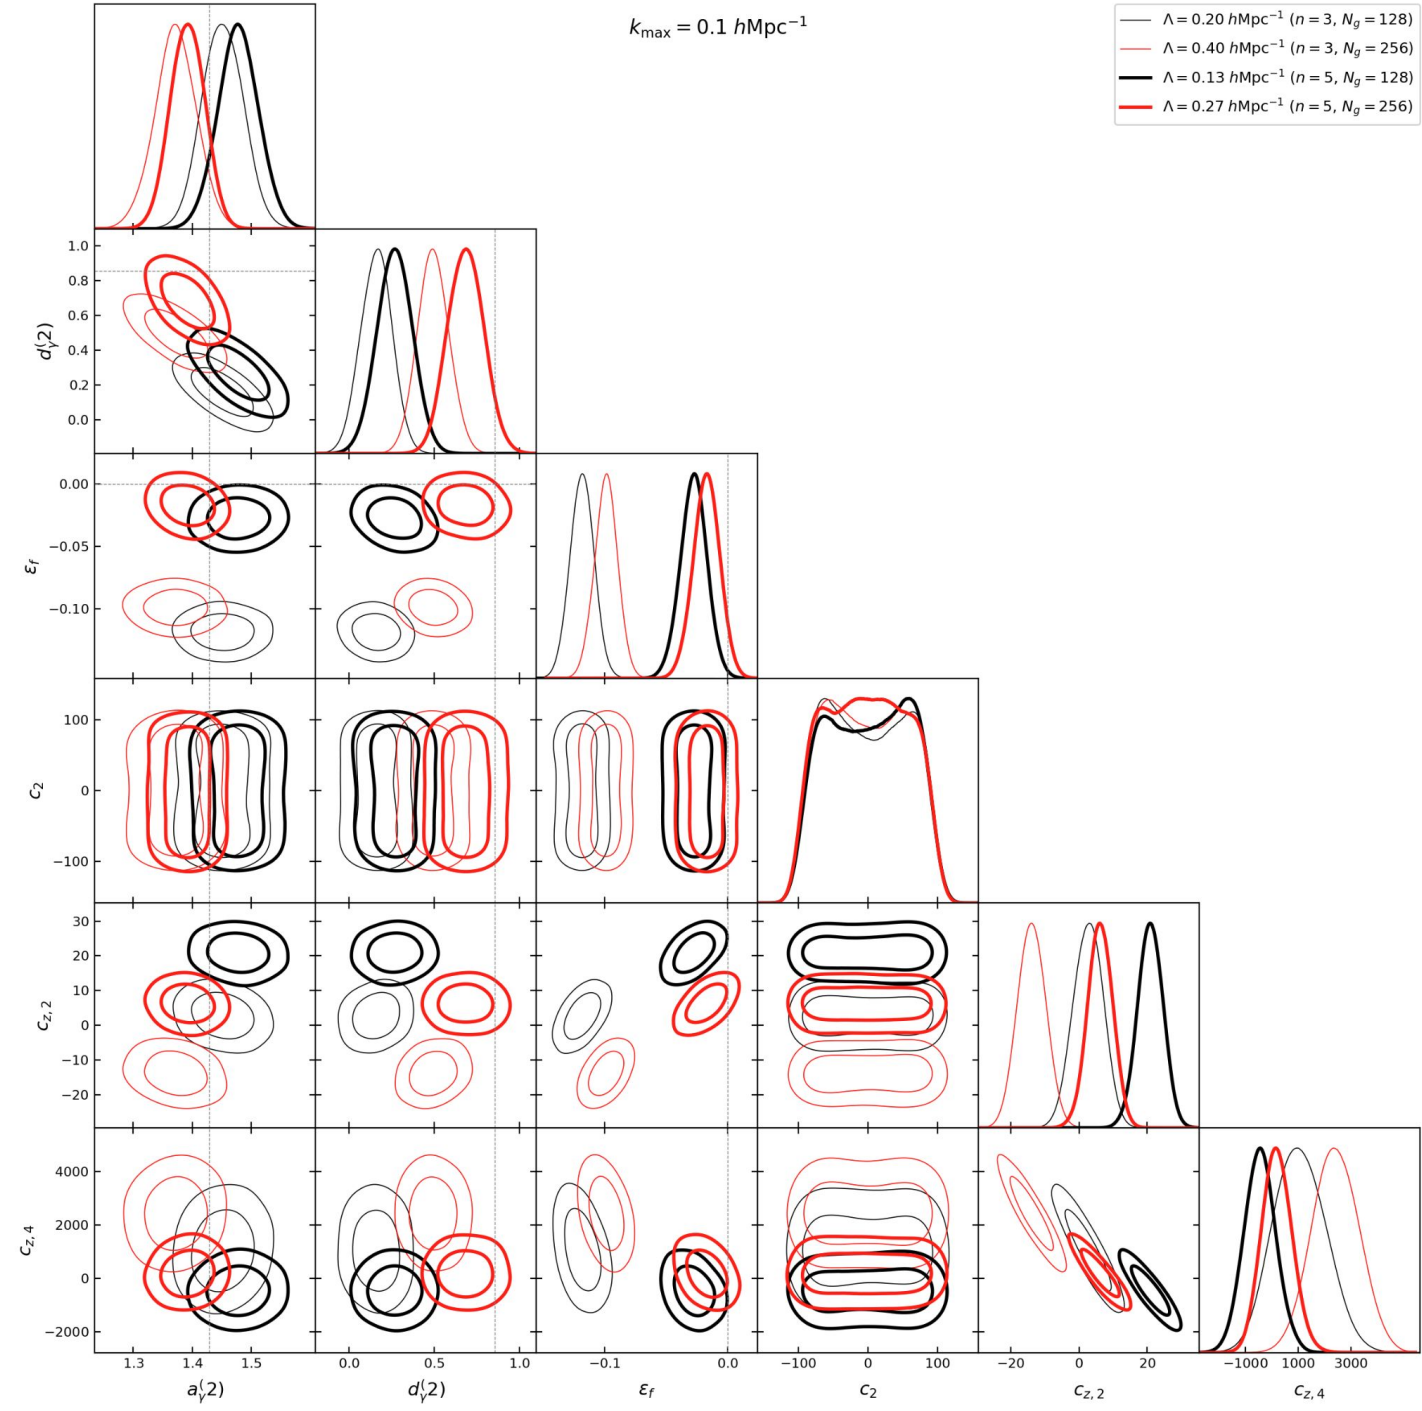 k_max = 0.1 hMpc⁻¹
Λ = 0.20 hMpc⁻¹ (n = 3, N_g = 128)
Λ = 0.40 hMpc⁻¹ (n = 3, N_g = 256)
Λ = 0.13 hMpc⁻¹ (n = 5, N_g = 128)
Λ = 0.27 hMpc⁻¹ (n = 5, N_g = 256)
1.0
0.8
0.6
0.4
0.2
0.0
d_γ^(2)
0.00
−0.05
−0.10
ε_f
100
0
−100
c₂
30
20
10
0
−10
−20
c_z,2
4000
2000
0
−2000
c_z,4
1.3 1.4 1.5 0.0 0.5 1.0 −0.1 0.0 −100 0 100 −20 0 20 −1000 1000 3000
a_γ^(2) d_γ^(2) ε_f c₂ c_z,2 c_z,4